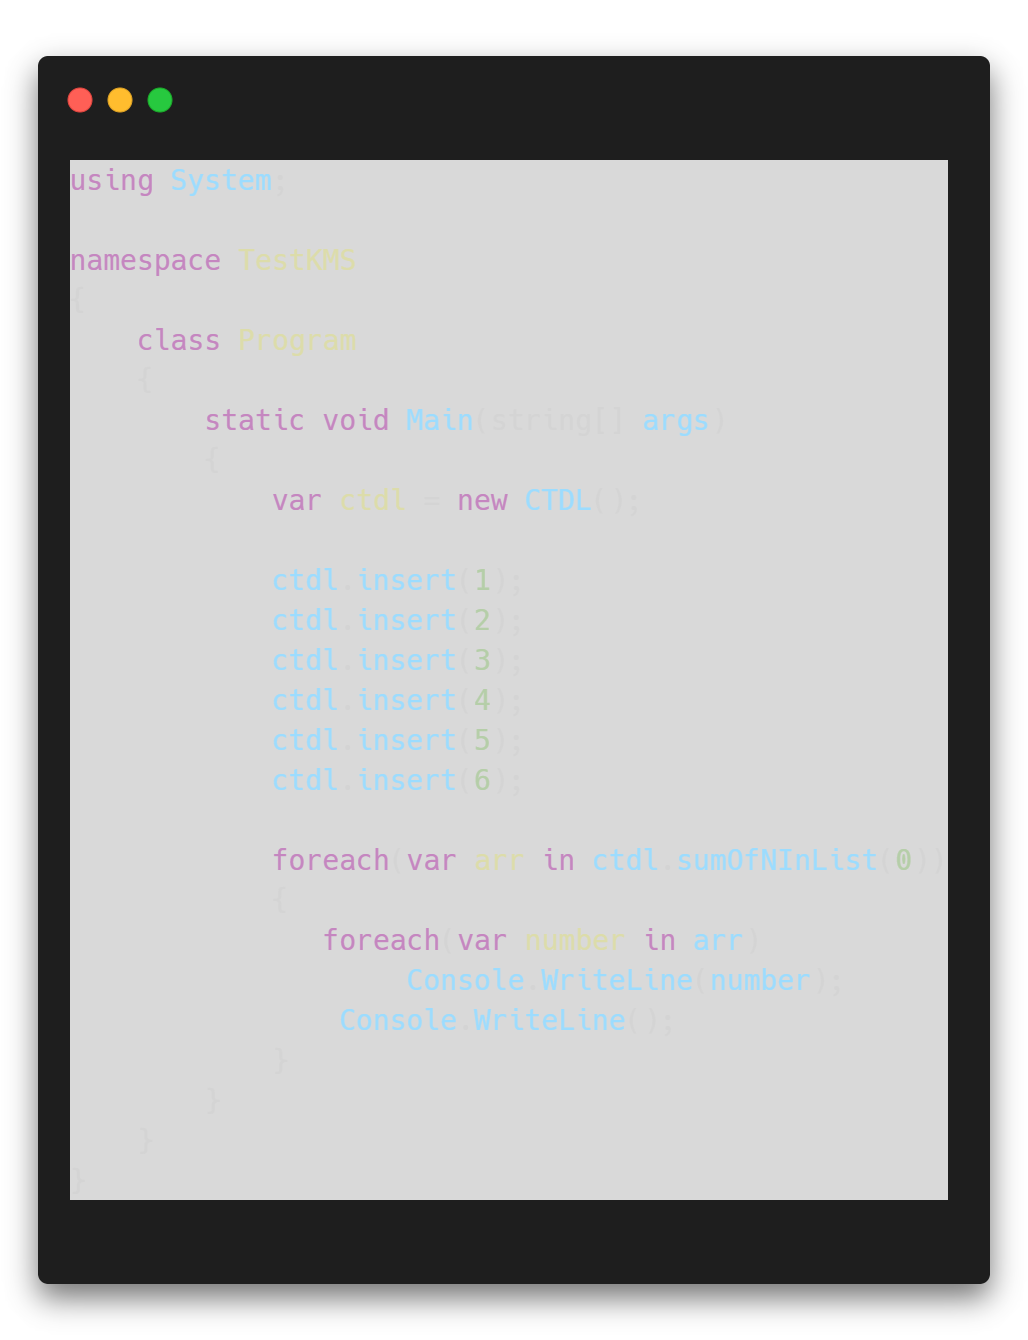 using System;
namespace TestKMS
{
class Program
{
static void Main(string[] args)
{
var ctdl = new CTDL();
ctdl.insert(1);
ctdl.insert(2);
ctdl.insert(3);
ctdl.insert(4);
ctdl.insert(5);
ctdl.insert(6);
foreach(var arr in ctdl.sumOfNInList(0))
{
foreach(var number in arr)
Console.WriteLine(number);
Console.WriteLine();
}
}
}
}